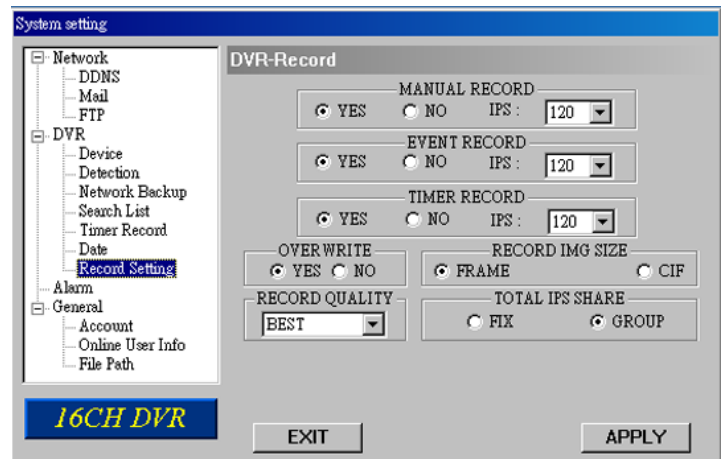 System setting
Network
DDNS
Mail
FTP
DVR
Device
Detection
Network Backup
Search List
Timer Record
Date
Record Setting
Alarm
General
Account
Online User Info
File Path
16CH DVR
DVR-Record
MANUAL RECORD
YES NO IPS : 120
EVENT RECORD
YES NO IPS : 120
TIMER RECORD
YES NO IPS : 120
OVERWRITE
YES NO
RECORD IMG SIZE
FRAME CIF
RECORD QUALITY
BEST
TOTAL IPS SHARE
FIX GROUP
EXIT APPLY